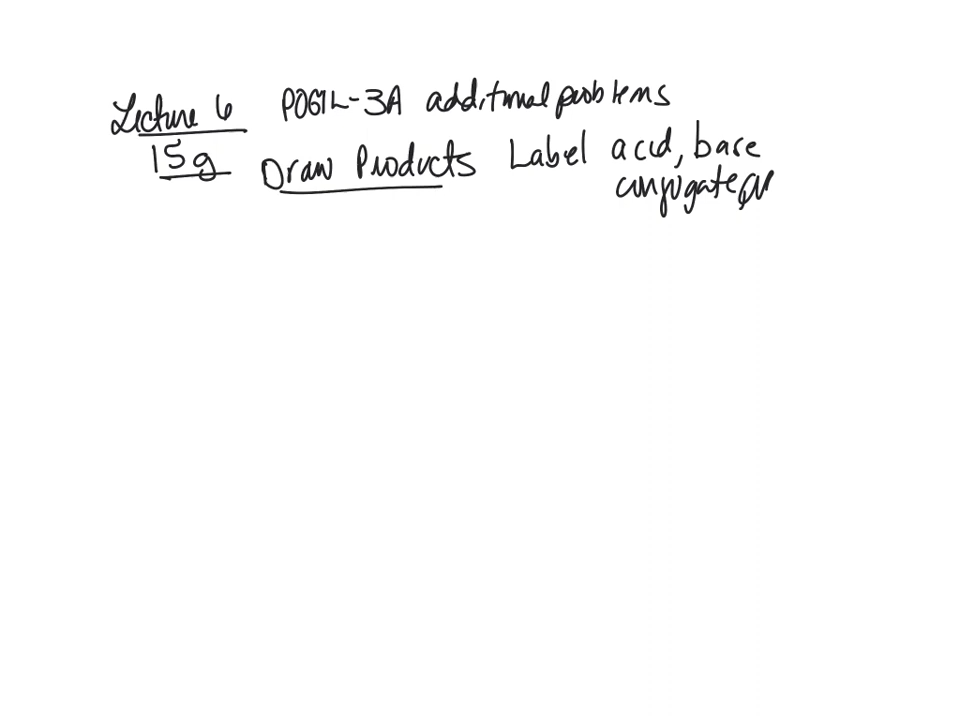 Lecture 6 POGIL-3A additional problems
15g Draw Products Label acid, base
conjugate